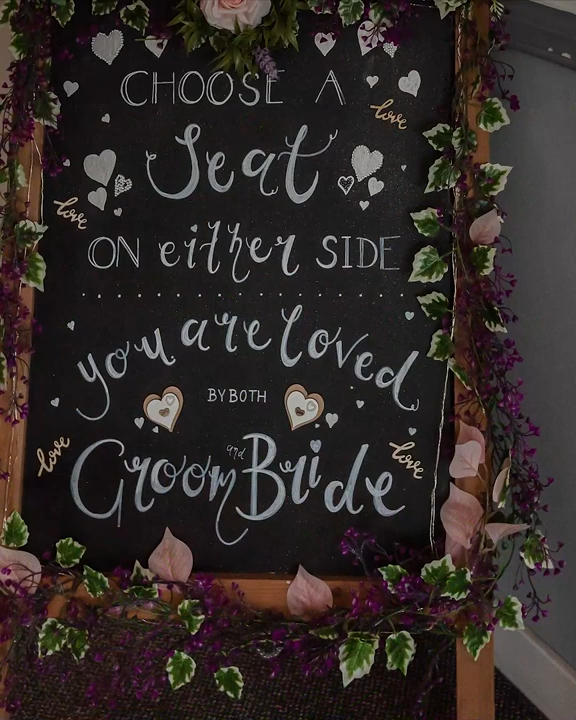 CHOOSE A
love
Seat
love
ON either SIDE
you are loved
BY BOTH
love
love
Groom and Bride